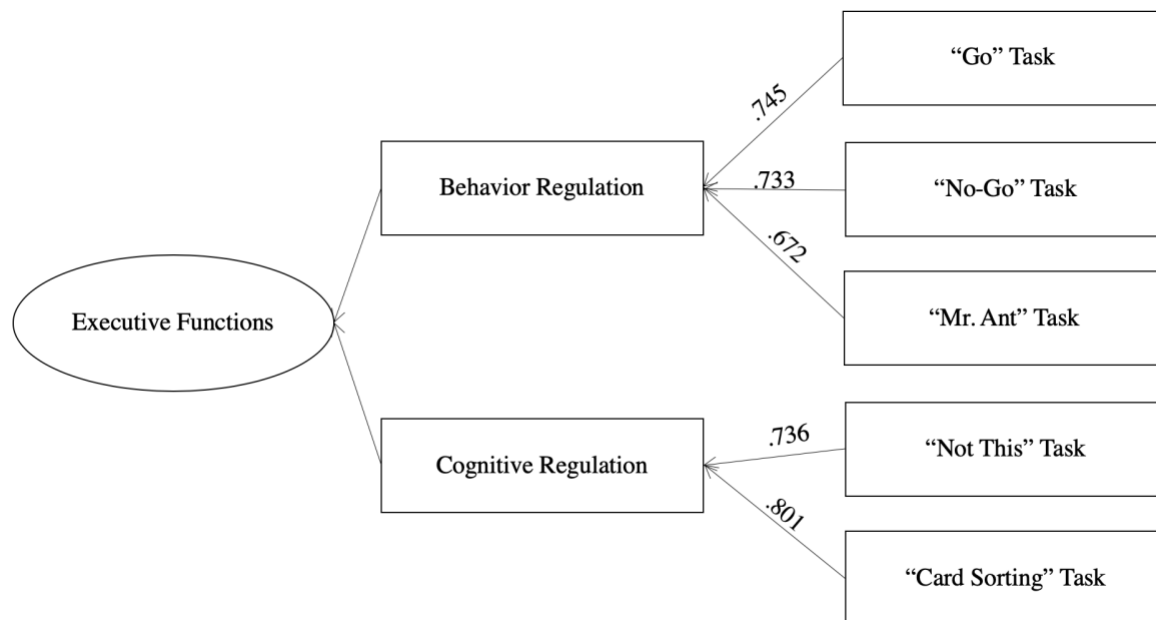 “Go” Task
.745
Behavior Regulation
.733
“No-Go” Task
.672
Executive Functions
“Mr. Ant” Task
.736
“Not This” Task
Cognitive Regulation
.801
“Card Sorting” Task